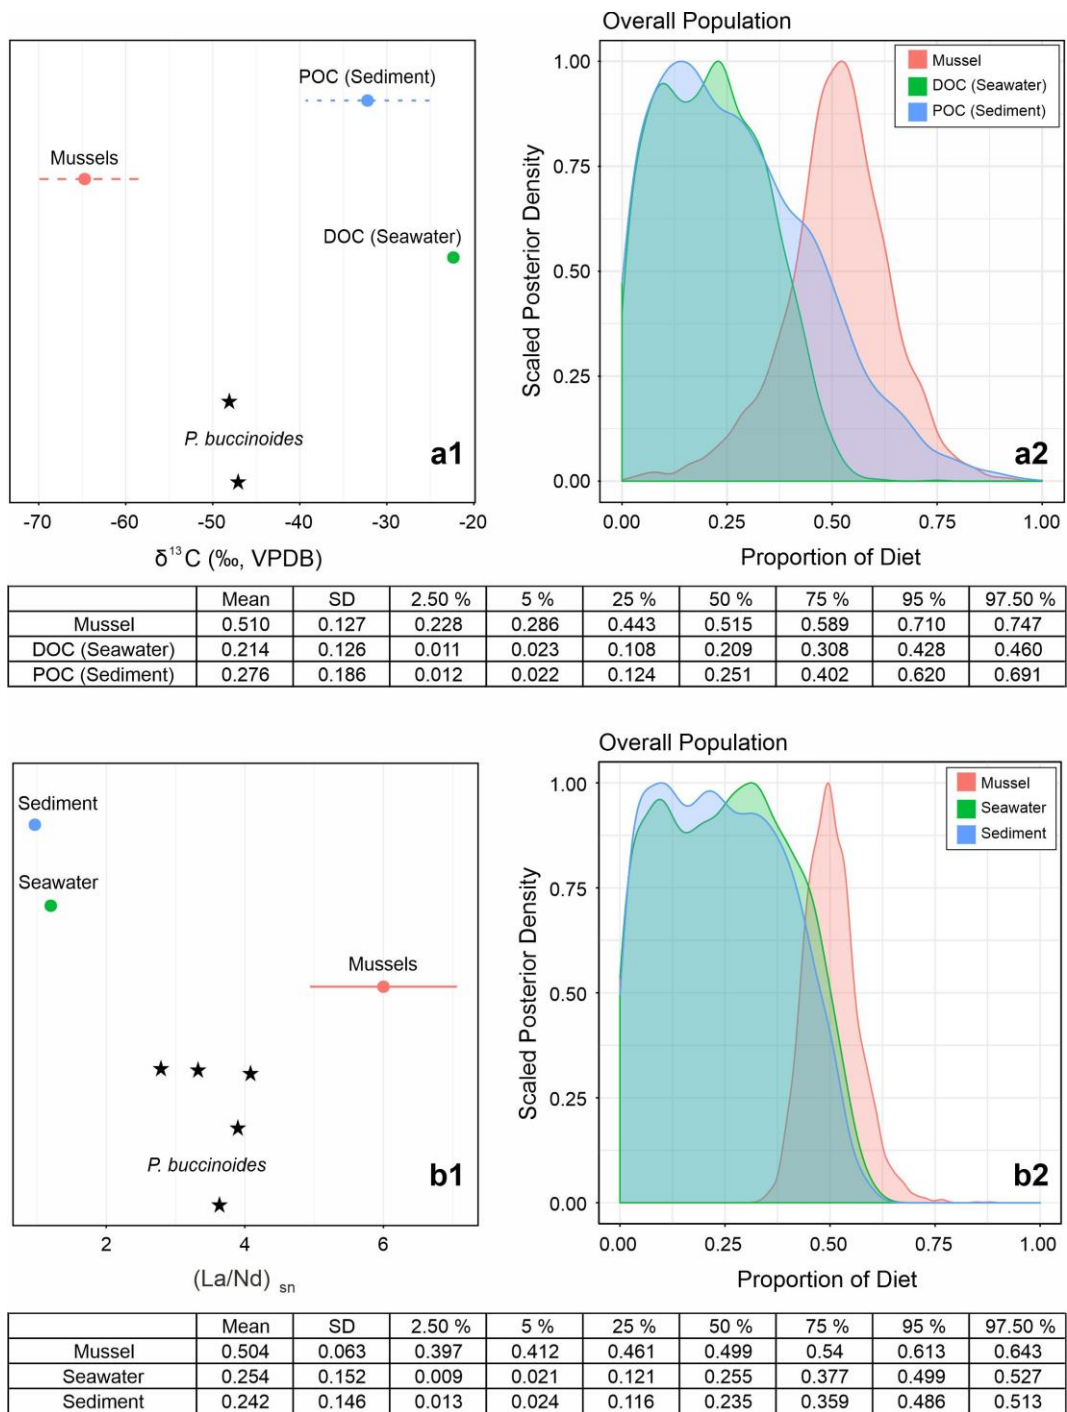 Overall Population
POC (Sediment)
Mussels
DOC (Seawater)
P. buccinoides
a1
-70 -60 -50 -40 -30 -20
δ13C (‰, VPDB)
Mussel
DOC (Seawater)
POC (Sediment)
1.00
0.75
0.50
0.25
0.00
Scaled Posterior Density
a2
0.00 0.25 0.50 0.75 1.00
Proportion of Diet
Mean SD 2.50 % 5 % 25 % 50 % 75 % 95 % 97.50 %
Mussel 0.510 0.127 0.228 0.286 0.443 0.515 0.589 0.710 0.747
DOC (Seawater) 0.214 0.126 0.011 0.023 0.108 0.209 0.308 0.428 0.460
POC (Sediment) 0.276 0.186 0.012 0.022 0.124 0.251 0.402 0.620 0.691
Overall Population
Sediment
Seawater
Mussels
P. buccinoides
b1
2 4 6
(La/Nd) sn
Mussel
Seawater
Sediment
1.00
0.75
0.50
0.25
0.00
Scaled Posterior Density
b2
0.00 0.25 0.50 0.75 1.00
Proportion of Diet
Mean SD 2.50 % 5 % 25 % 50 % 75 % 95 % 97.50 %
Mussel 0.504 0.063 0.397 0.412 0.461 0.499 0.54 0.613 0.643
Seawater 0.254 0.152 0.009 0.021 0.121 0.255 0.377 0.499 0.527
Sediment 0.242 0.146 0.013 0.024 0.116 0.235 0.359 0.486 0.513